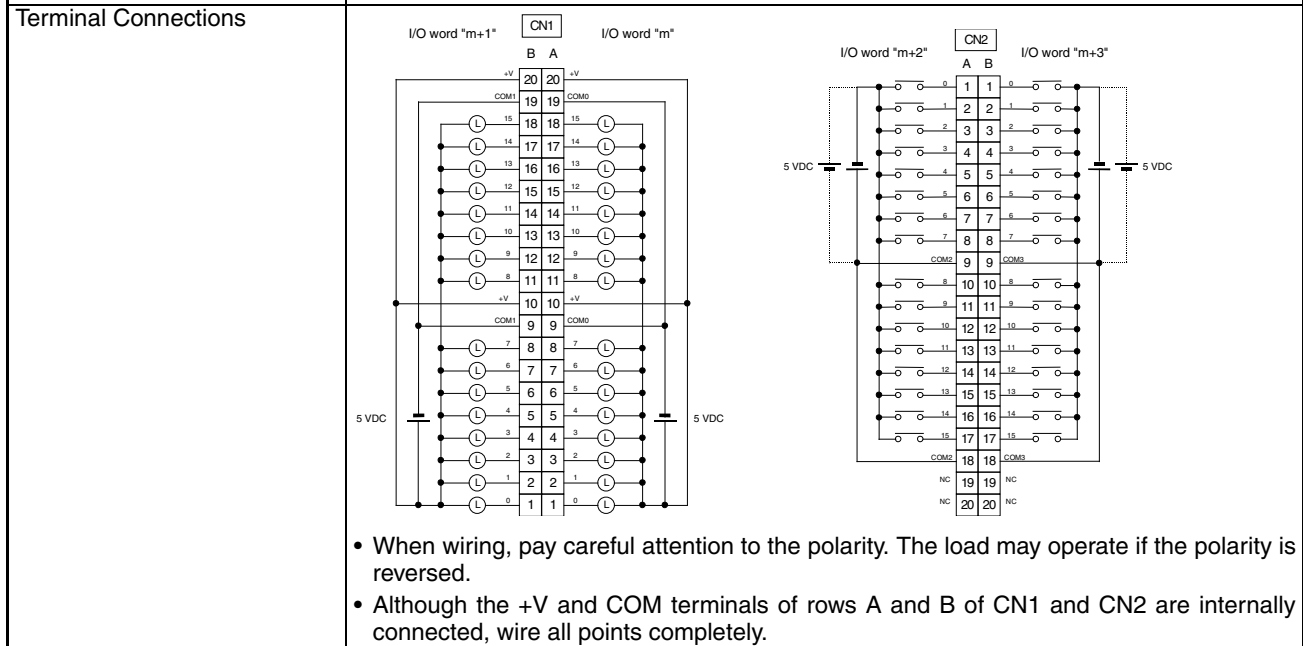 Terminal Connections
I/O word "m+1" CN1 I/O word "m"
B A
+V 20 20 +V
COM1 19 19 COM0
L 15 18 18 15 L
L 14 17 17 14 L
L 13 16 16 13 L
L 12 15 15 12 L
L 11 14 14 11 L
L 10 13 13 10 L
L 9 12 12 9 L
L 8 11 11 8 L
+V 10 10 +V
COM1 9 9 COM0
L 7 8 8 7 L
L 6 7 7 6 L
L 5 6 6 5 L
5 VDC L 4 5 5 4 L 5 VDC
L 3 4 4 3 L
L 2 3 3 2 L
L 1 2 2 1 L
L 0 1 1 0 L
I/O word "m+2" CN2 I/O word "m+3"
A B
0 1 1 0
1 2 2 1
2 3 3 2
3 4 4 3
5 VDC 4 5 5 4 5 VDC
5 6 6 5
6 7 7 6
7 8 8 7
COM2 9 9 COM3
8 10 10 8
9 11 11 9
10 12 12 10
11 13 13 11
12 14 14 12
13 15 15 13
14 16 16 14
15 17 17 15
COM2 18 18 COM3
NC 19 19 NC
NC 20 20 NC
• When wiring, pay careful attention to the polarity. The load may operate if the polarity is
reversed.
• Although the +V and COM terminals of rows A and B of CN1 and CN2 are internally
connected, wire all points completely.